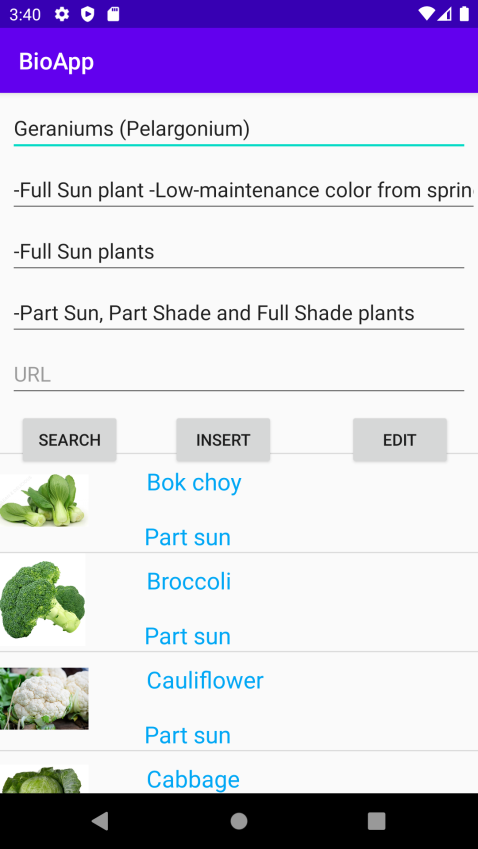 3:40
BioApp
Geraniums (Pelargonium)
-Full Sun plant -Low-maintenance color from sprin
-Full Sun plants
-Part Sun, Part Shade and Full Shade plants
URL
SEARCH INSERT EDIT
Bok choy
Part sun
Broccoli
Part sun
Cauliflower
Part sun
Cabbage